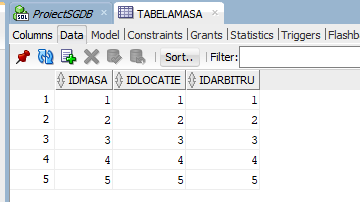 SQL ProiectSGDB × TABELAMASA ×
Columns Data Model Constraints Grants Statistics Triggers Flashb
Sort.. Filter:
IDMASA IDLOCATIE IDARBITRU
1 1 1 1
2 2 2 2
3 3 3 3
4 4 4 4
5 5 5 5